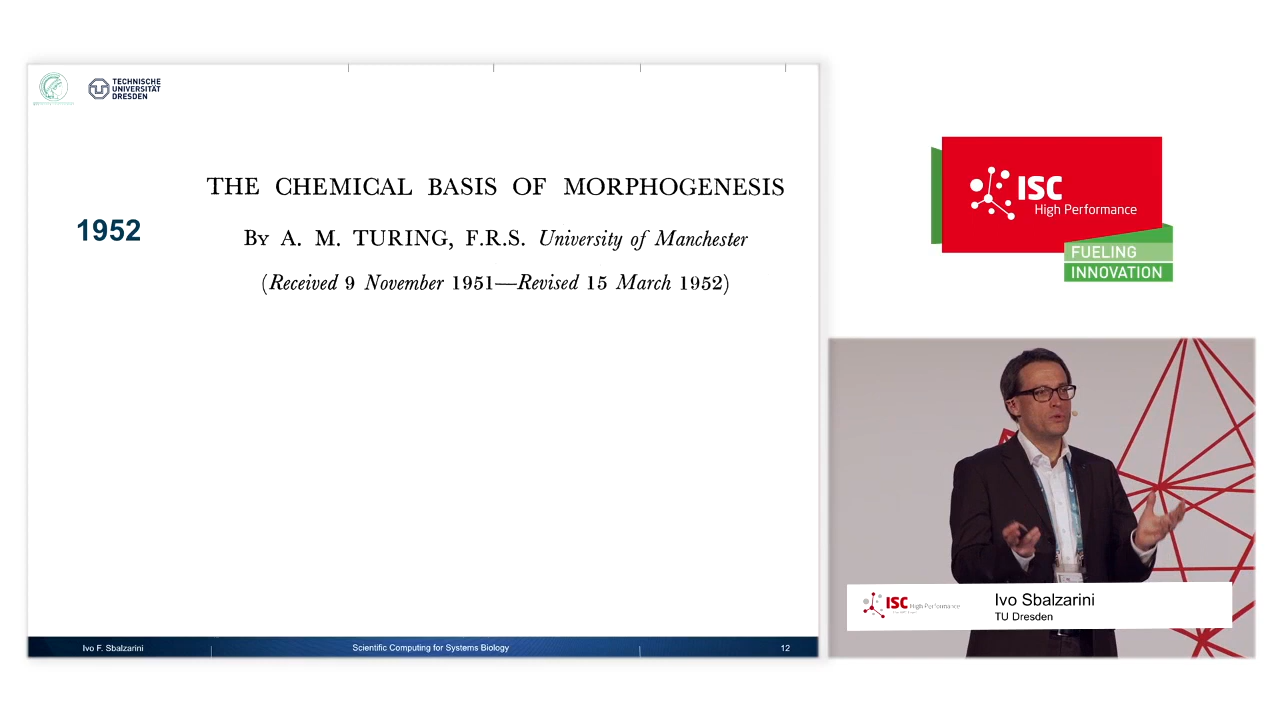 TECHNISCHE
UNIVERSITÄT
DRESDEN
THE CHEMICAL BASIS OF MORPHOGENESIS
1952
By A. M. TURING, F.R.S. University of Manchester
(Received 9 November 1951—Revised 15 March 1952)
Ivo F. Sbalzarini
Scientific Computing for Systems Biology
12
ISC
High Performance
FUELING
INNOVATION
ISC High Performance
Ivo Sbalzarini
TU Dresden